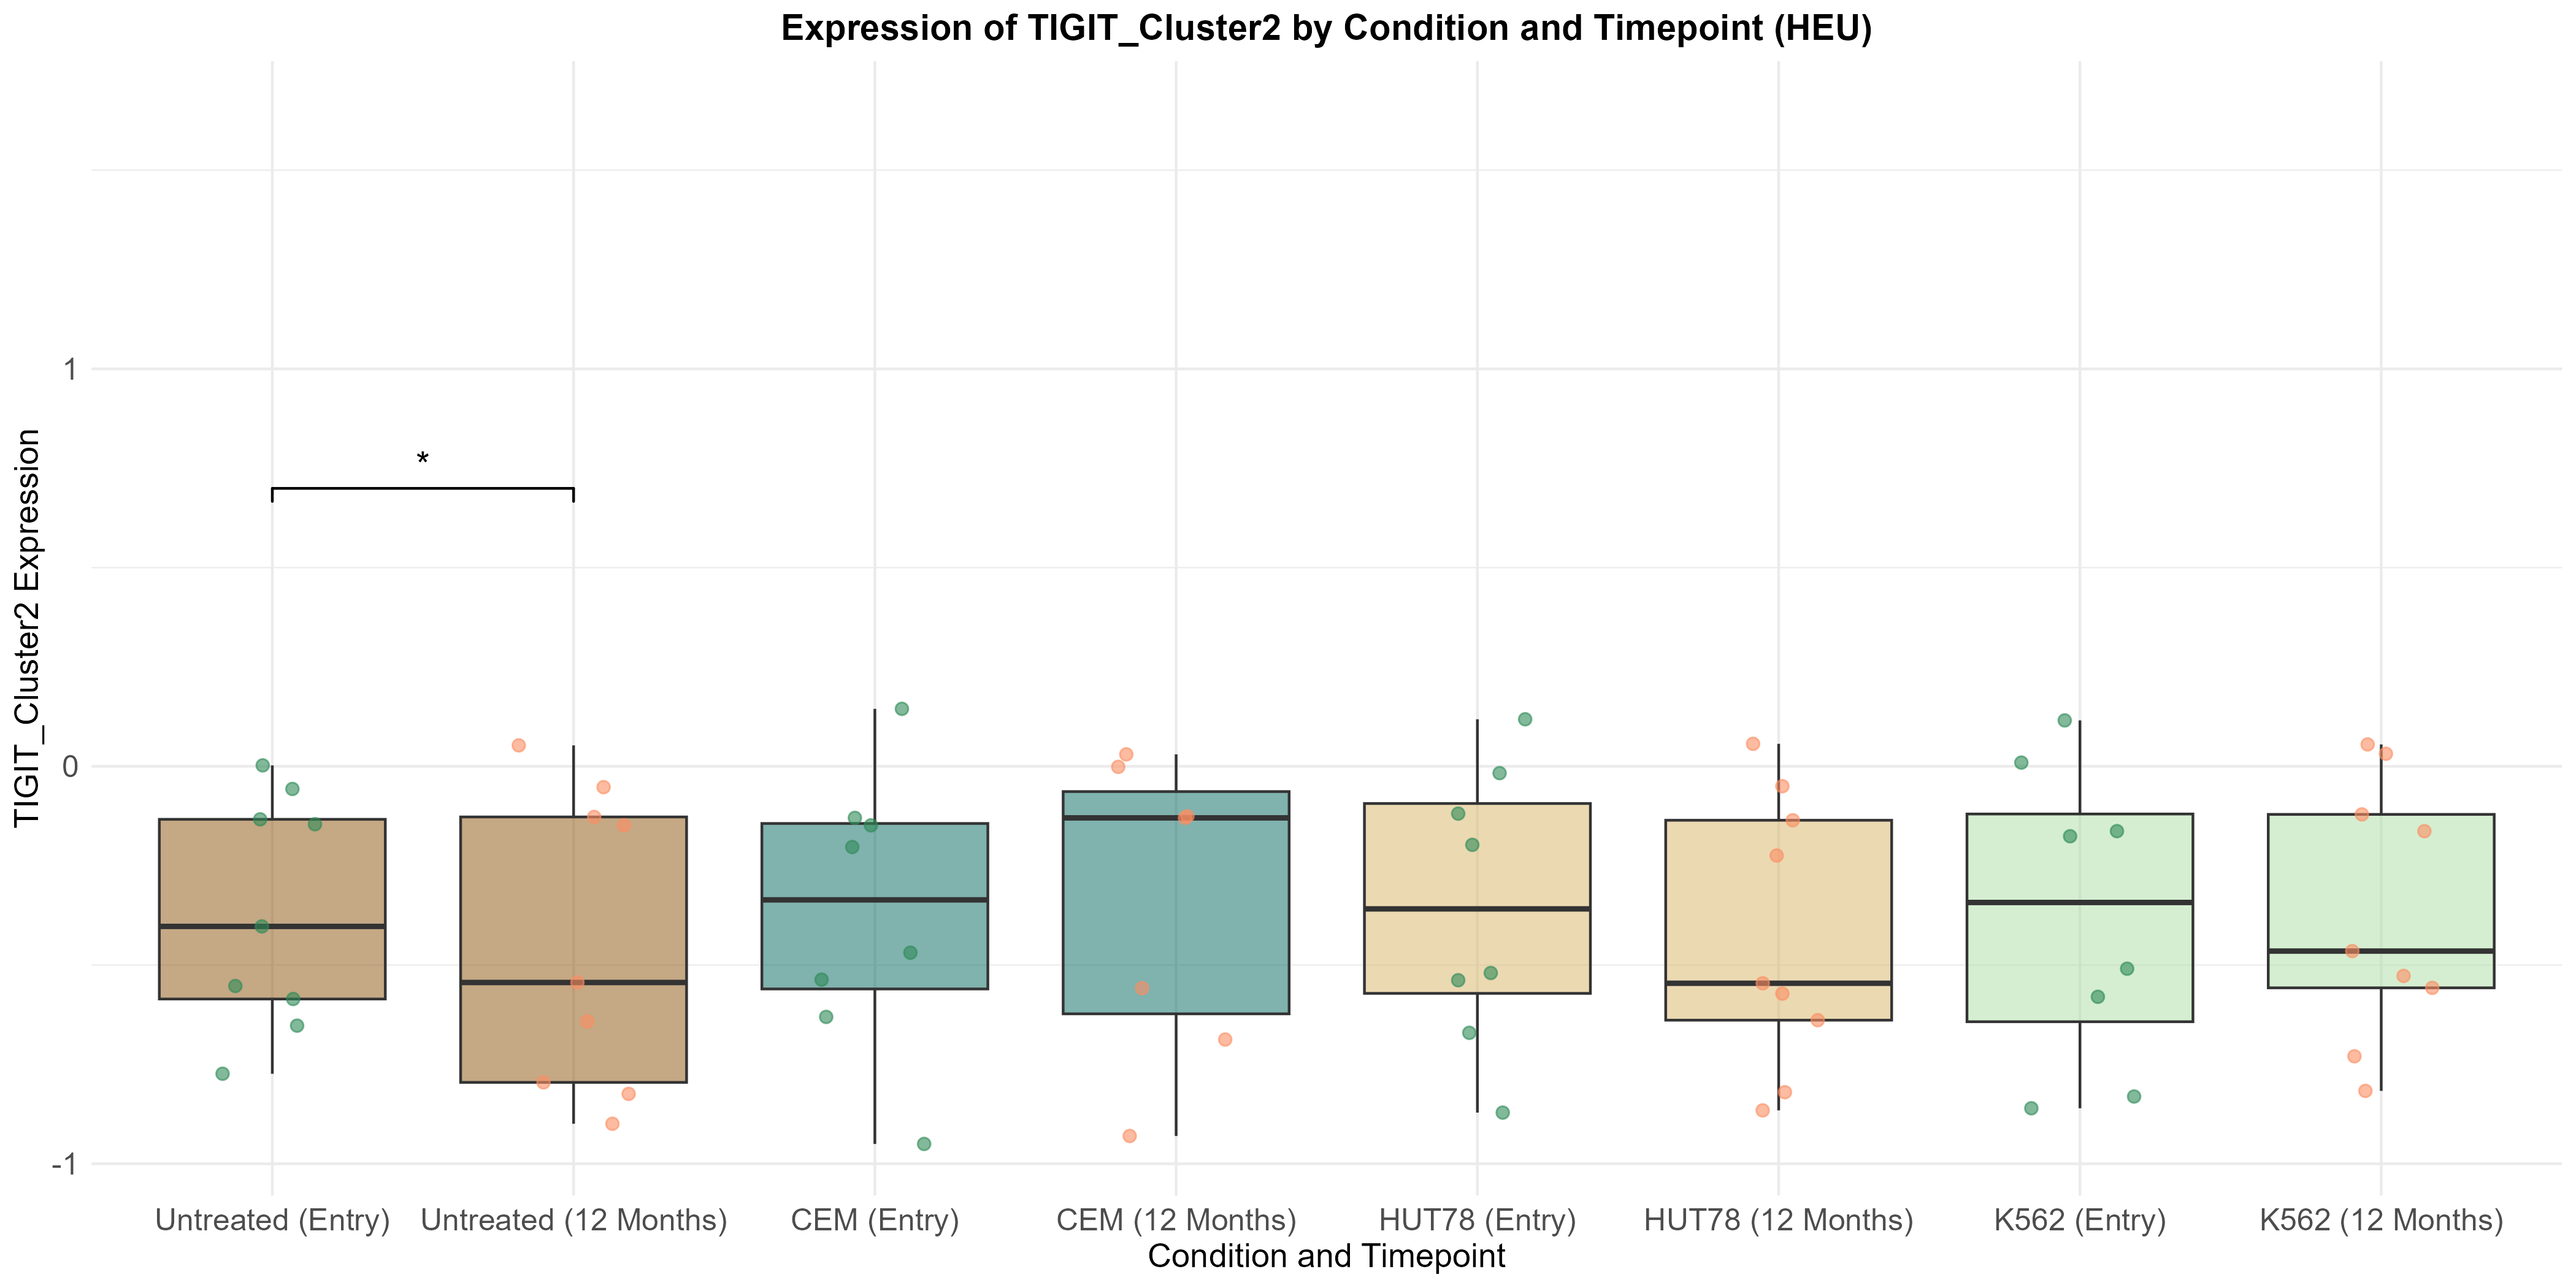 Expression of TIGIT_Cluster2 by Condition and Timepoint (HEU)
TIGIT_Cluster2 Expression
1
0
-1
*
Untreated (Entry)
Untreated (12 Months)
CEM (Entry)
CEM (12 Months)
HUT78 (Entry)
HUT78 (12 Months)
K562 (Entry)
K562 (12 Months)
Condition and Timepoint